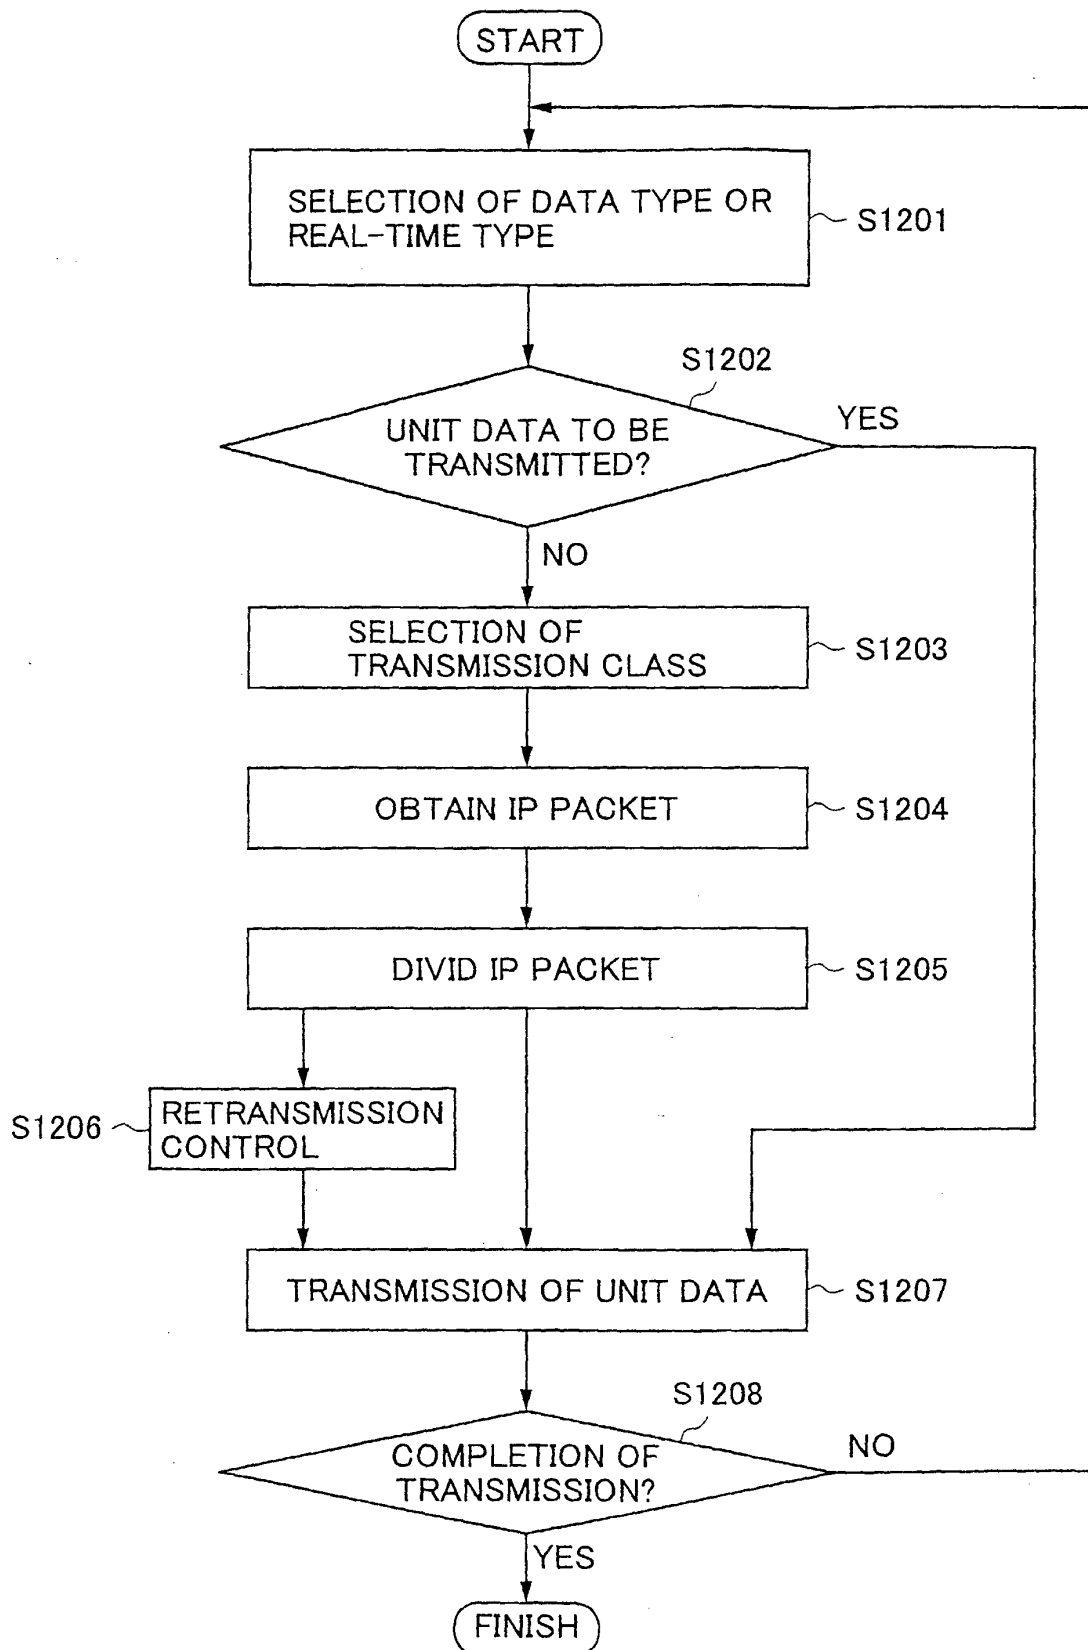 START
SELECTION OF DATA TYPE OR
REAL-TIME TYPE
S1201
S1202
UNIT DATA TO BE
TRANSMITTED?
YES
NO
SELECTION OF
TRANSMISSION CLASS
S1203
OBTAIN IP PACKET
S1204
DIVID IP PACKET
S1205
S1206
RETRANSMISSION
CONTROL
TRANSMISSION OF UNIT DATA
S1207
S1208
COMPLETION OF
TRANSMISSION?
NO
YES
FINISH